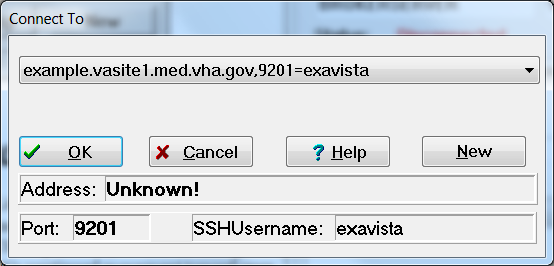 Connect To
example.vasite1.med.vha.gov,9201=exavista
OK Cancel ? Help New
Address: Unknown!
Port: 9201 SSHUsername: exavista